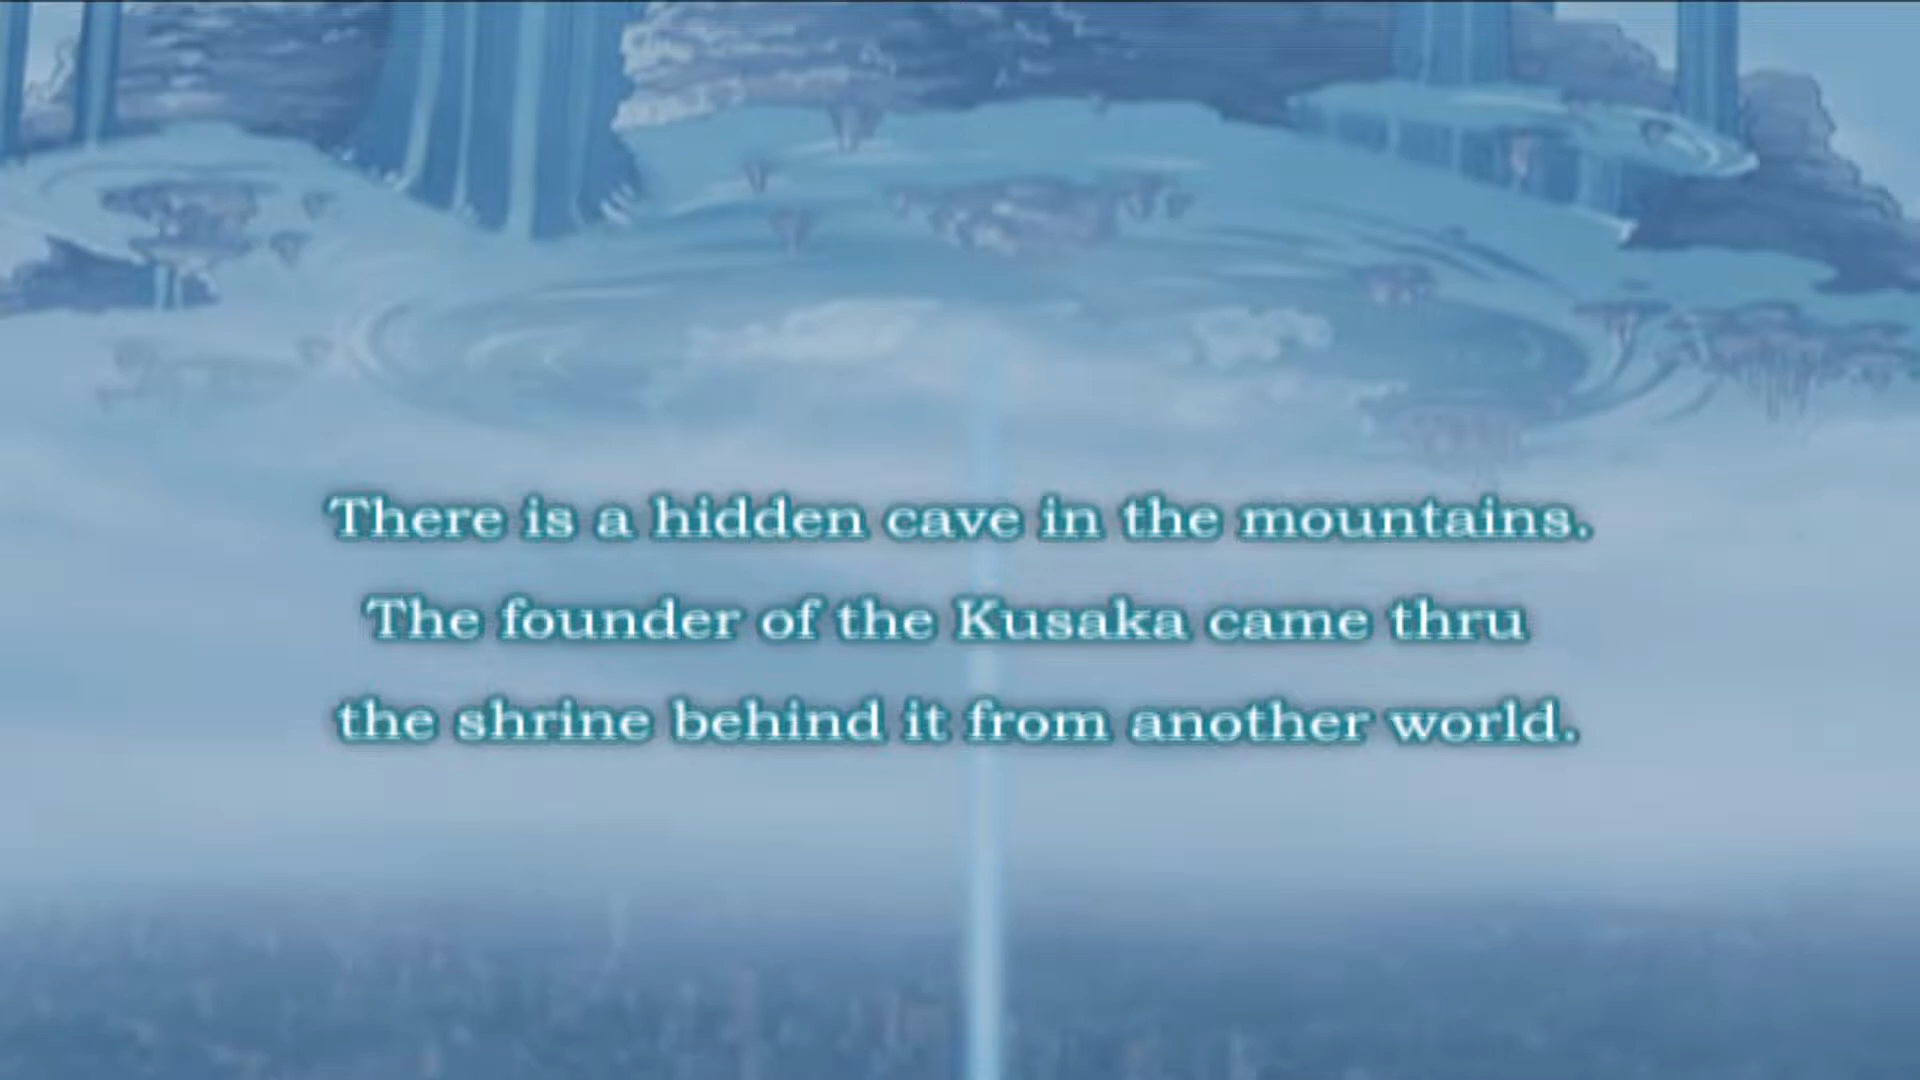 There is a hidden cave in the mountains.
The founder of the Kusaka came thru
the shrine behind it from another world.